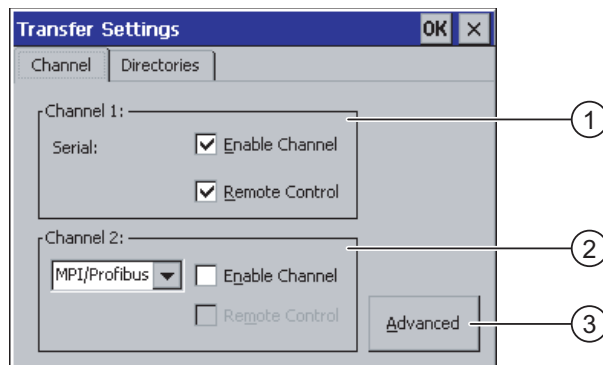 Transfer Settings OK ×
Channel Directories
Channel 1:
Serial: Enable Channel
Remote Control
1
Channel 2:
MPI/Profibus Enable Channel
Remote Control
2
Advanced
3